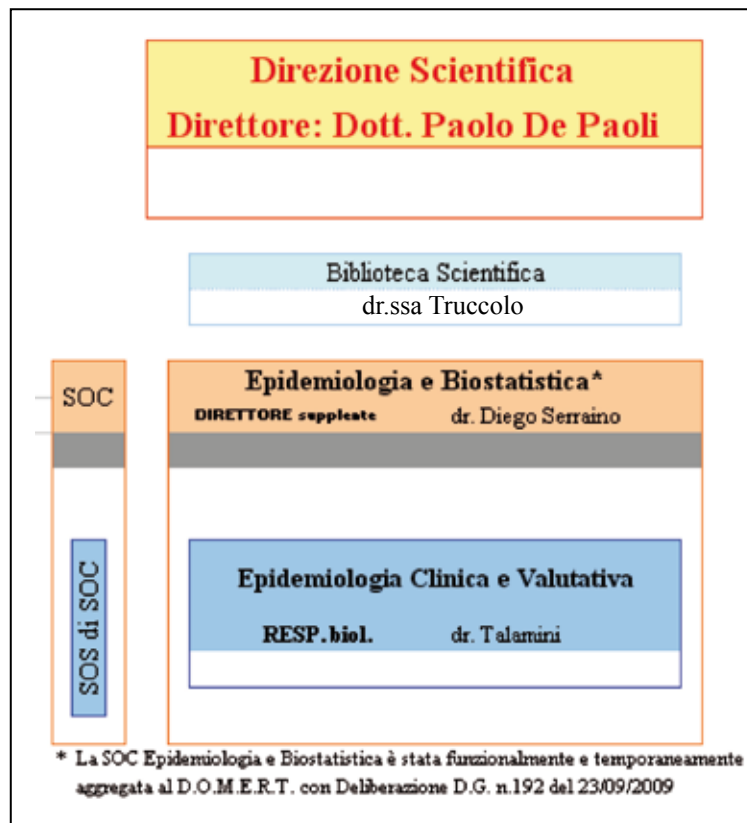 Direzione Scientifica
Direttore: Dott. Paolo De Paoli
Biblioteca Scientifica
dr.ssa Truccolo
SOC
Epidemiologia e Biostatistica*
DIRETTORE supplente dr. Diego Serraino
SOS di SOC
Epidemiologia Clinica e Valutativa
RESP. biol. dr. Talamini
* La SOC Epidemiologia e Biostatistica è stata funzionalmente e temporaneamente
aggregata al D.O.M.E.R.T. con Deliberazione D.G. n.192 del 23/09/2009